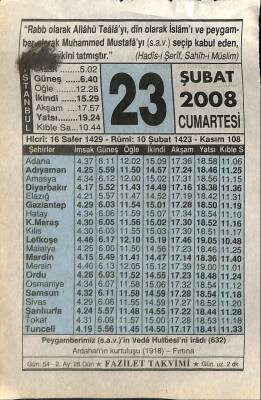 "Rabb olarak Allâhü Teâlâ'yı, dîn olarak İslâm'ı ve peygam-
ber olarak Muhammed Mustafâ'yı (s.a.v.) seçip kabul eden,
tatmıştır." (Hadîs-i Şerîf, Sahîh-i Müslim)
İSTANBUL
5.02
Güneş ....6.40
Öğle .......12.28
İkindi ....15.29
Akşam .....17.57
Yatsı......19.24
Kıble Sa...10.44
23
ŞUBAT
2008
CUMARTESİ
Hicrî: 16 Safer 1429 - Rûmî: 10 Şubat 1423 - Kasım 108
Şehirler İmsak Güneş Öğle İkindi Akşam Yatsı Kıble S
Adana 4.37 6.11 12.02 15.09 17.36 18.58 11.06
Adıyaman 4.25 5.59 11.50 14.57 17.24 18.46 11.25
Amasya 4.34 6.12 12.00 15.02 17.31 18.56 11.15
Diyarbakır 4.17 5.52 11.43 14.49 17.16 18.38 11.36
Elazığ 4.21 5.57 11.47 14.52 17.19 18.42 11.31
Gaziantep 4.29 6.03 11.54 15.01 17.28 18.50 11.19
Hatay 4.34 6.06 11.59 15.07 17.34 18.54
K.Maraş 4.30 6.05 11.56 15.02 17.30 18.52 11.16
Kilis 4.30 6.03 11.55 15.03 17.30 18.51
Lefkoşe 4.46 6.17 12.10 15.19 17.46 19.05 10.48
Malatya 4.25 6.00 11.50 14.56 17.23 18.46 11.25
Mardin 4.15 5.49 11.41 14.47 17.14 18.36 11.40
Mersin 4.40 6.13 12.05 15.12 17.39 19.00 11.01
Ordu 4.26 6.03 11.52 14.55 17.23 18.48 11.24
Osmaniye 4.34 6.07 11.58 15.06 17.32 18.54 11.12
Samsun 4.32 6.11 11.58 14.59 17.28 18.54 11.18
Sivas 4.29 6.06 11.55 14.59 17.27 18.52 11.20
Şanlıurfa 4.24 5.57 11.48 14.55 17.22 18.44 11.28
Tokat 4.31 6.09 11.57 15.00 17.28 18.53 11.18
Tunceli 4.19 5.56 11.45 14.50 17.17 18.41 11.33
Peygamberimiz (s.a.v.)'in Vedâ Hutbesi'ni îrâdı (632)
Ardahan'ın kurtuluşu (1918) – Fırtına
Gün: 54 - 2. Ay: 29 Gün ★ FAZİLET TAKVİMİ ★ Gün uz. 2 dk